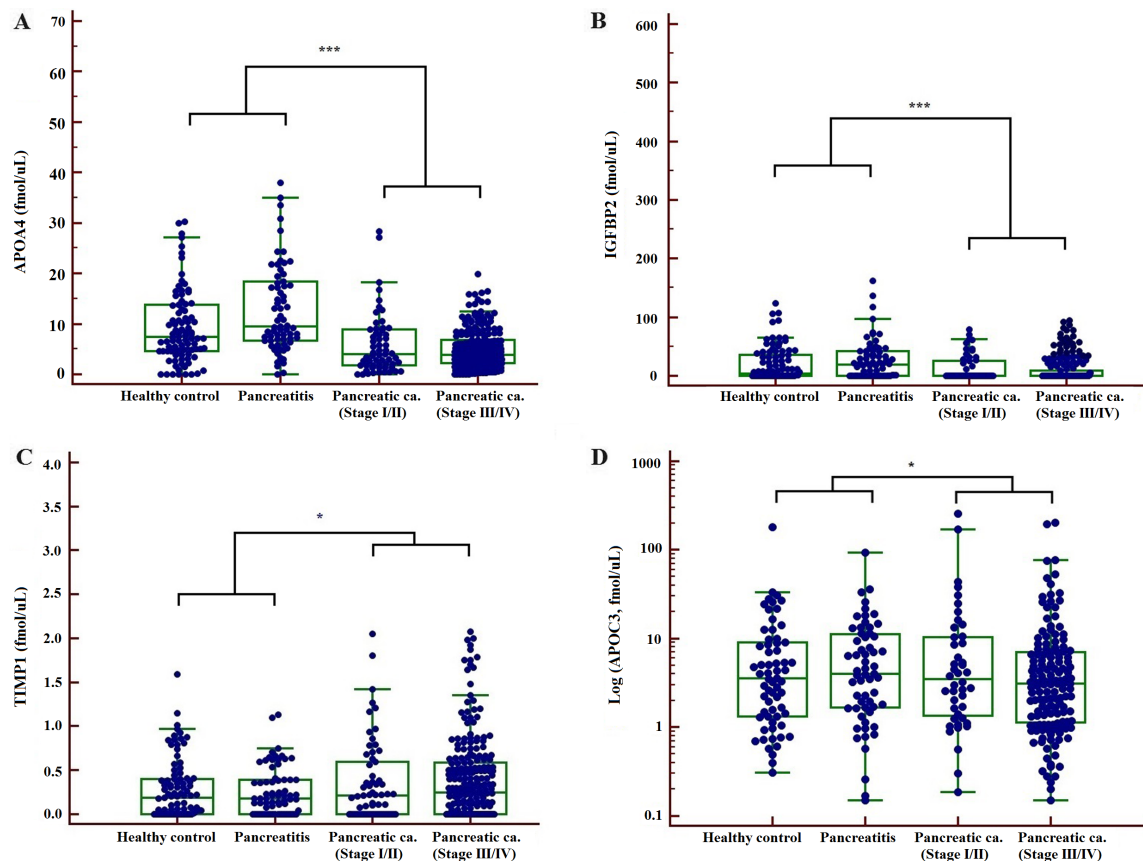 A
APOA4 (fmol/uL)
70
60
50
40
30
20
10
0
***
Healthy control
Pancreatitis
Pancreatic ca.
(Stage I/II)
Pancreatic ca.
(Stage III/IV)
B
IGFBP2 (fmol/uL)
600
500
400
300
200
100
0
***
Healthy control
Pancreatitis
Pancreatic ca.
(Stage I/II)
Pancreatic ca.
(Stage III/IV)
C
TIMP1 (fmol/uL)
4.0
3.5
3.0
2.5
2.0
1.5
1.0
0.5
0.0
*
Healthy control
Pancreatitis
Pancreatic ca.
(Stage I/II)
Pancreatic ca.
(Stage III/IV)
D
Log (APOC3, fmol/uL)
1000
100
10
1
0.1
*
Healthy control
Pancreatitis
Pancreatic ca.
(Stage I/II)
Pancreatic ca.
(Stage III/IV)